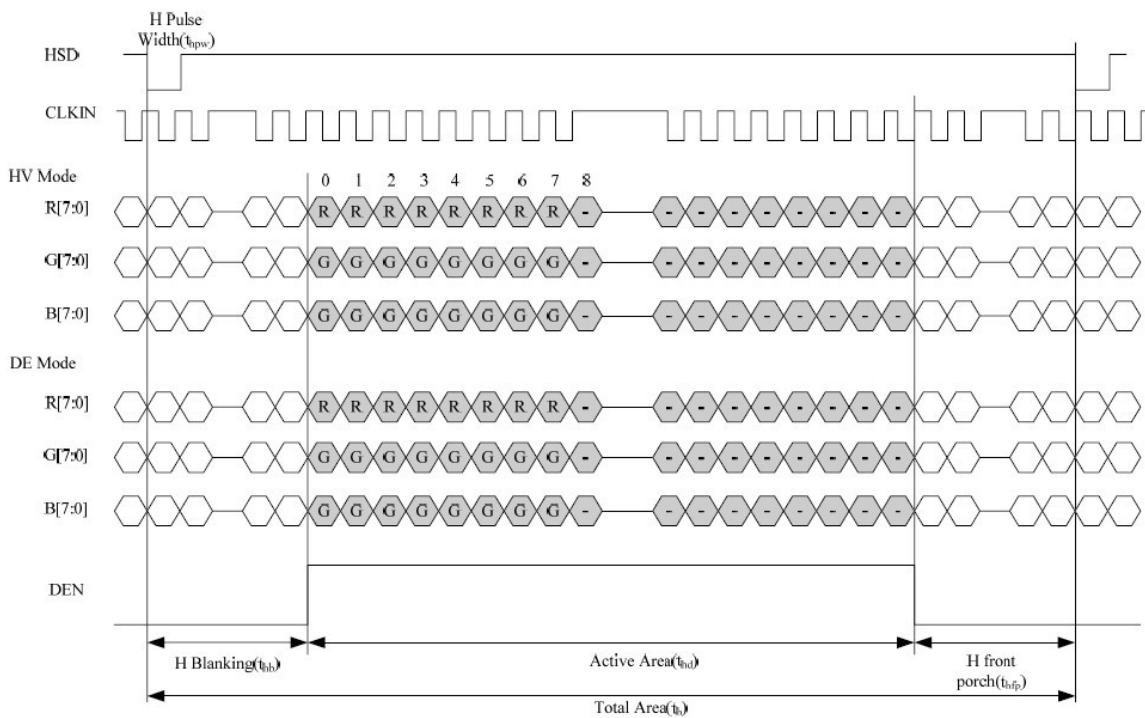 H Pulse
Width(thpw)
HSD
CLKIN
HV Mode
0 1 2 3 4 5 6 7 8
R[7:0] R R R R R R R R - - - - - - - - -
G[7:0] G G G G G G G G - - - - - - - - -
B[7:0] G G G G G G G G - - - - - - - - -
DE Mode
R[7:0] R R R R R R R R - - - - - - - - -
G[7:0] G G G G G G G G - - - - - - - - -
B[7:0] G G G G G G G G - - - - - - - - -
DEN
H Blanking(thb)
Active Area(thd)
H front
porch(thfp)
Total Area(th)